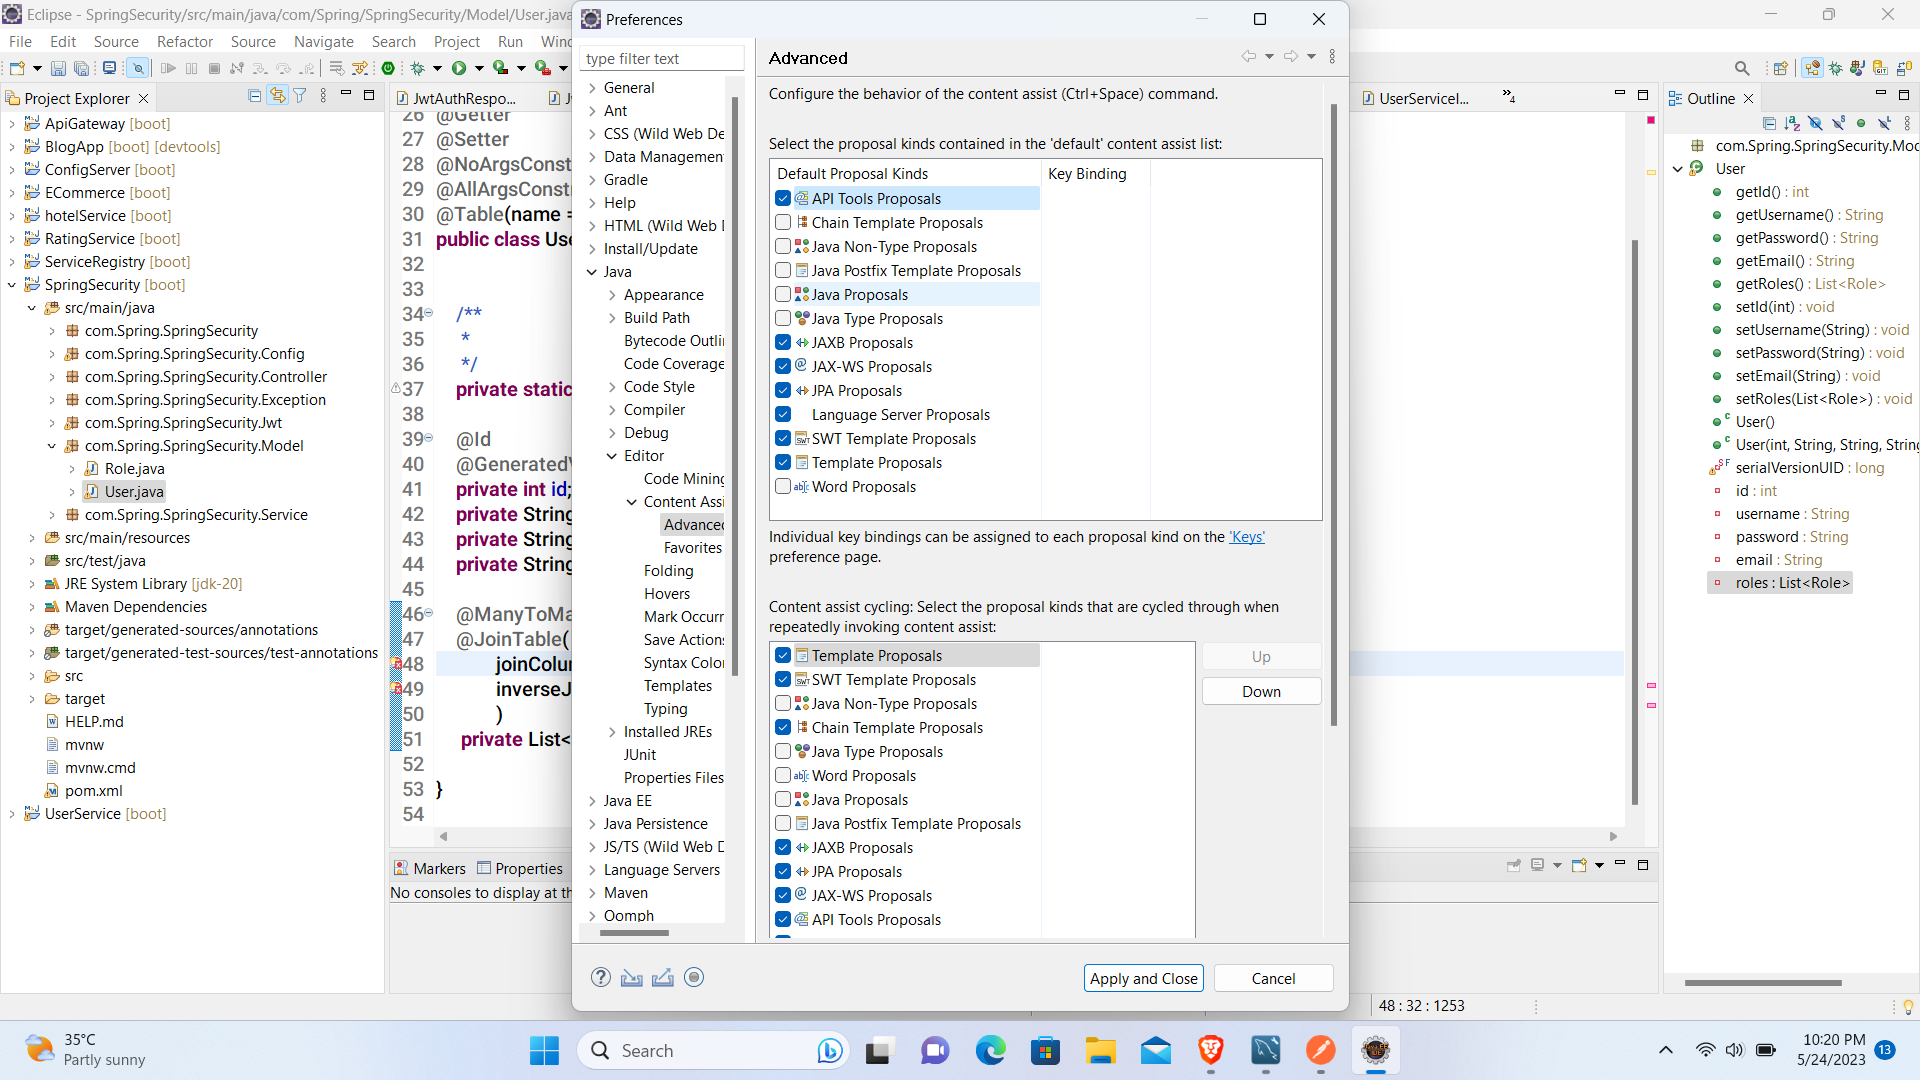 Eclipse - SpringSecurity/src/main/java/com/Spring/SpringSecurity/Model/User.java
File Edit Source Refactor Source Navigate Search Project Run
Project Explorer
ApiGateway [boot]
BlogApp [boot] [devtools]
ConfigServer [boot]
ECommerce [boot]
hotelService [boot]
RatingService [boot]
ServiceRegistry [boot]
SpringSecurity [boot]
src/main/java
com.Spring.SpringSecurity
com.Spring.SpringSecurity.Config
com.Spring.SpringSecurity.Controller
com.Spring.SpringSecurity.Exception
com.Spring.SpringSecurity.Jwt
com.Spring.SpringSecurity.Model
Role.java
User.java
com.Spring.SpringSecurity.Service
src/main/resources
src/test/java
JRE System Library [jdk-20]
Maven Dependencies
target/generated-sources/annotations
target/generated-test-sources/test-annotations
src
target
HELP.md
mvnw
mvnw.cmd
pom.xml
UserService [boot]
JwtAuthRespo...
26 @Getter
27 @Setter
28 @NoArgsConst
29 @AllArgsConst
30 @Table(name =
31 public class Use
32
33
34 /**
35 *
36 */
37 private static
38
39 @Id
40 @Generated
41 private int id;
42 private String
43 private String
44 private String
45
46 @ManyToMa
47 @JoinTable(
48 joinColu
49 inverseJ
50 )
51 private List<
52
53 }
54
Markers Properties
No consoles to display at th
Preferences
type filter text
General
Ant
CSS (Wild Web De
Data Management
Gradle
Help
HTML (Wild Web
Install/Update
Java
Appearance
Build Path
Bytecode Outli
Code Coverage
Code Style
Compiler
Debug
Editor
Code Mining
Content Assi
Advanced
Favorites
Folding
Hovers
Mark Occurr
Save Actions
Syntax Color
Templates
Typing
Installed JREs
JUnit
Properties Files
Java EE
Java Persistence
JS/TS (Wild Web D
Language Servers
Maven
Oomph
Advanced
Configure the behavior of the content assist (Ctrl+Space) command.
Select the proposal kinds contained in the 'default' content assist list:
Default Proposal Kinds Key Binding
API Tools Proposals
Chain Template Proposals
Java Non-Type Proposals
Java Postfix Template Proposals
Java Proposals
Java Type Proposals
JAXB Proposals
JAX-WS Proposals
JPA Proposals
Language Server Proposals
SWT Template Proposals
Template Proposals
Word Proposals
Individual key bindings can be assigned to each proposal kind on the 'Keys'
preference page.
Content assist cycling: Select the proposal kinds that are cycled through when
repeatedly invoking content assist:
Template Proposals
SWT Template Proposals
Java Non-Type Proposals
Chain Template Proposals
Java Type Proposals
Word Proposals
Java Proposals
Java Postfix Template Proposals
JAXB Proposals
JPA Proposals
JAX-WS Proposals
API Tools Proposals
Up
Down
Apply and Close Cancel
UserServiceI... »4
Outline
com.Spring.SpringSecurity.Moc
User
getId() : int
getUsername() : String
getPassword() : String
getEmail() : String
getRoles() : List<Role>
setId(int) : void
setUsername(String) : void
setPassword(String) : void
setEmail(String) : void
setRoles(List<Role>) : void
User()
User(int, String, String, String
serialVersionUID : long
id : int
username : String
password : String
email : String
roles : List<Role>
48 : 32 : 1253
35°C
Partly sunny
Search
10:20 PM
5/24/2023
13